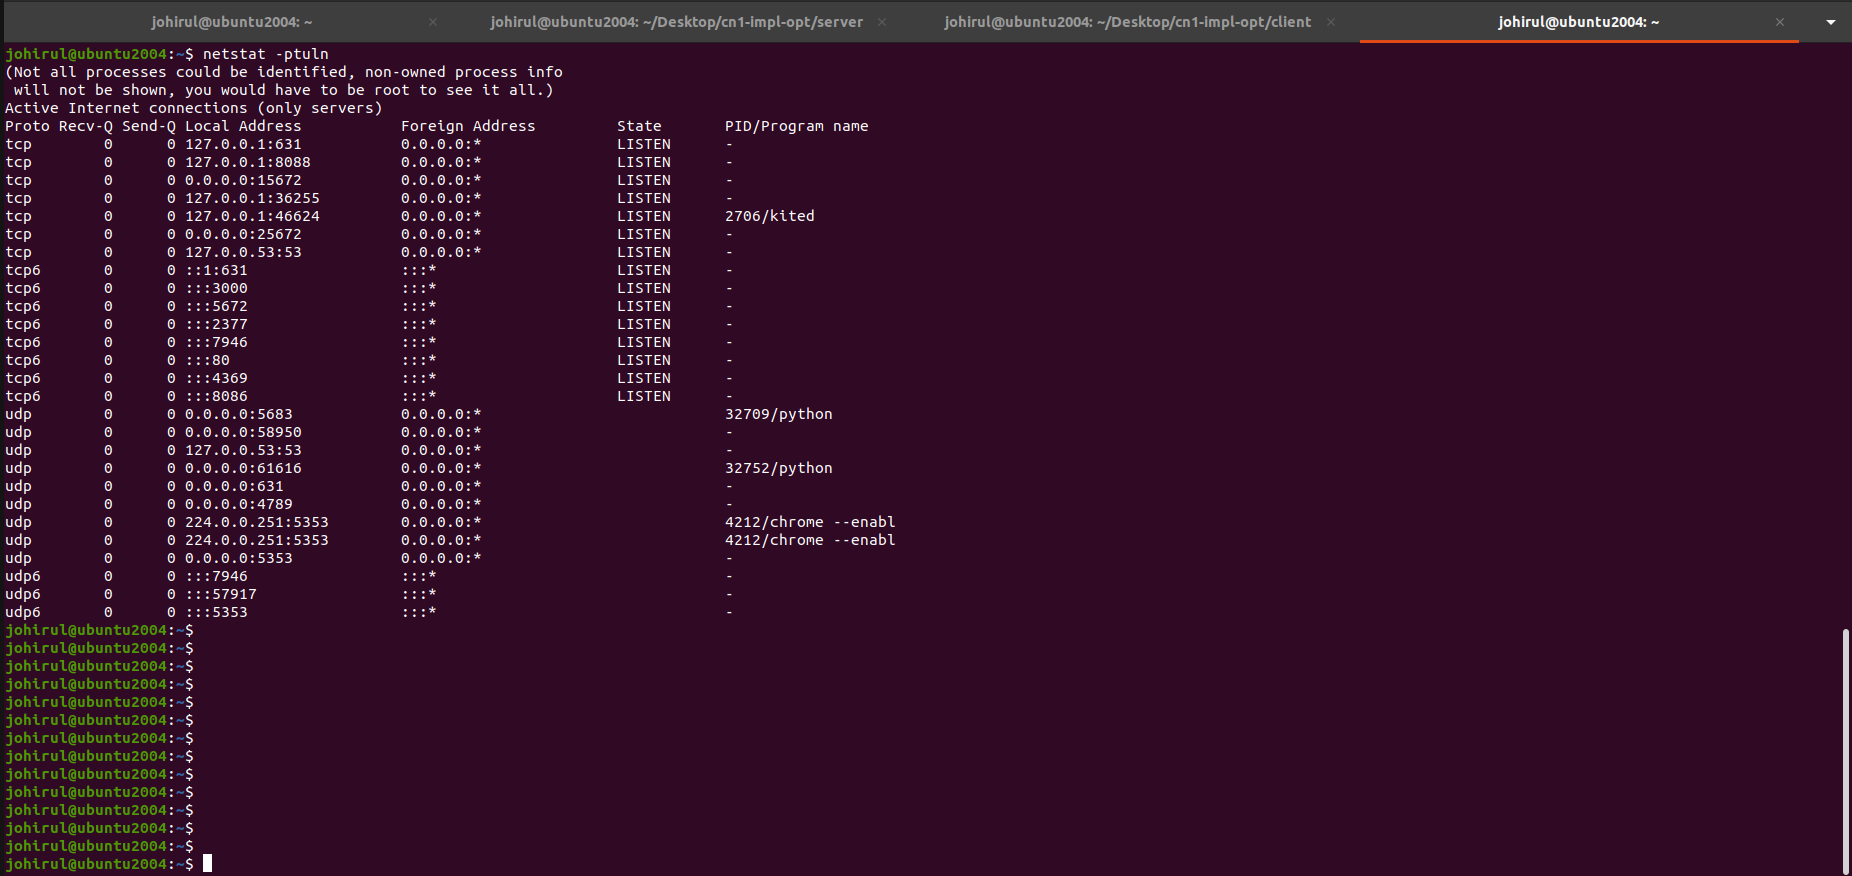 johirul@ubuntu2004: ~ × johirul@ubuntu2004: ~/Desktop/cn1-impl-opt/server × johirul@ubuntu2004: ~/Desktop/cn1-impl-opt/client × johirul@ubuntu2004: ~ ×
johirul@ubuntu2004:~$ netstat -ptuln
(Not all processes could be identified, non-owned process info
 will not be shown, you would have to be root to see it all.)
Active Internet connections (only servers)
Proto Recv-Q Send-Q Local Address           Foreign Address         State       PID/Program name
tcp        0      0 127.0.0.1:631           0.0.0.0:*               LISTEN      -
tcp        0      0 127.0.0.1:8088          0.0.0.0:*               LISTEN      -
tcp        0      0 0.0.0.0:15672           0.0.0.0:*               LISTEN      -
tcp        0      0 127.0.0.1:36255         0.0.0.0:*               LISTEN      -
tcp        0      0 127.0.0.1:46624         0.0.0.0:*               LISTEN      2706/kited
tcp        0      0 0.0.0.0:25672           0.0.0.0:*               LISTEN      -
tcp        0      0 127.0.0.53:53           0.0.0.0:*               LISTEN      -
tcp6       0      0 ::1:631                 :::*                    LISTEN      -
tcp6       0      0 :::3000                 :::*                    LISTEN      -
tcp6       0      0 :::5672                 :::*                    LISTEN      -
tcp6       0      0 :::2377                 :::*                    LISTEN      -
tcp6       0      0 :::7946                 :::*                    LISTEN      -
tcp6       0      0 :::80                   :::*                    LISTEN      -
tcp6       0      0 :::4369                 :::*                    LISTEN      -
tcp6       0      0 :::8086                 :::*                    LISTEN      -
udp        0      0 0.0.0.0:5683            0.0.0.0:*                           32709/python
udp        0      0 0.0.0.0:58950           0.0.0.0:*                           -
udp        0      0 127.0.0.53:53           0.0.0.0:*                           -
udp        0      0 0.0.0.0:61616           0.0.0.0:*                           32752/python
udp        0      0 0.0.0.0:631             0.0.0.0:*                           -
udp        0      0 0.0.0.0:4789            0.0.0.0:*                           -
udp        0      0 224.0.0.251:5353        0.0.0.0:*                           4212/chrome --enabl
udp        0      0 224.0.0.251:5353        0.0.0.0:*                           4212/chrome --enabl
udp        0      0 0.0.0.0:5353            0.0.0.0:*                           -
udp6       0      0 :::7946                 :::*                                -
udp6       0      0 :::57917                :::*                                -
udp6       0      0 :::5353                 :::*                                -
johirul@ubuntu2004:~$
johirul@ubuntu2004:~$
johirul@ubuntu2004:~$
johirul@ubuntu2004:~$
johirul@ubuntu2004:~$
johirul@ubuntu2004:~$
johirul@ubuntu2004:~$
johirul@ubuntu2004:~$
johirul@ubuntu2004:~$
johirul@ubuntu2004:~$
johirul@ubuntu2004:~$
johirul@ubuntu2004:~$
johirul@ubuntu2004:~$
johirul@ubuntu2004:~$